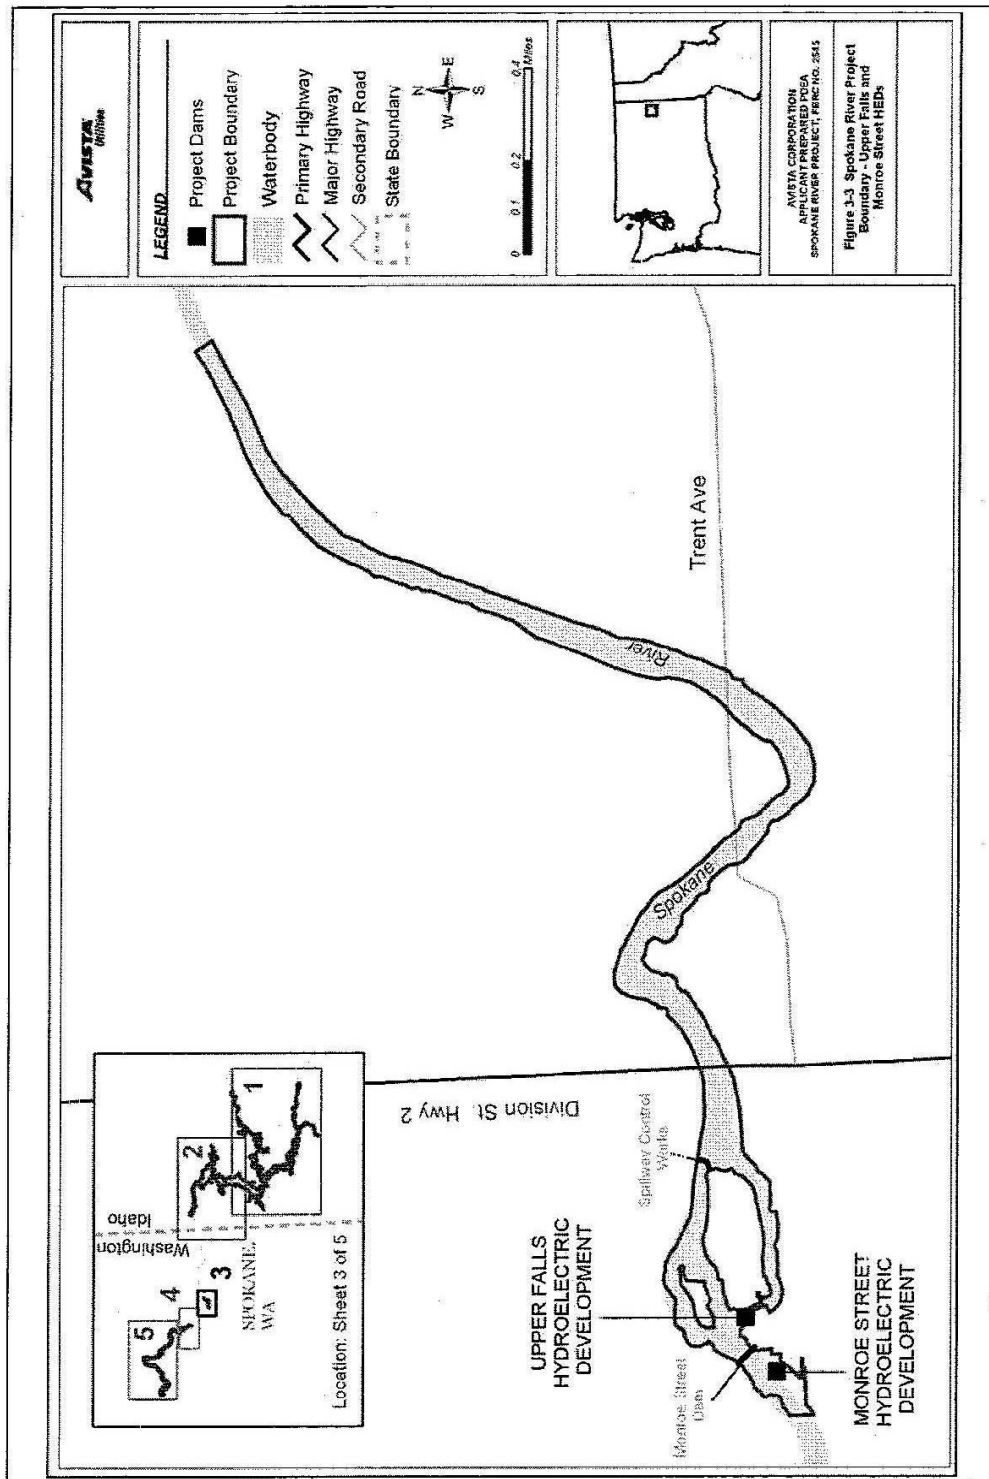 AVISTA
Utilities
LEGEND
Project Dams
Project Boundary
Waterbody
Primary Highway
Major Highway
Secondary Road
State Boundary
N
W
E
S
0
0.1
0.2
0.4
Miles
AVISTA CORPORATION
APPLICANT PREPARED PDEA
SPOKANE RIVER PROJECT, FERC NO. 2545
Figure 3-3 Spokane River Project
Boundary - Upper Falls and
Monroe Street HEDs
Washington
Idaho
1
2
3
4
5
SPOKANE,
WA
Location: Sheet 3 of 5
Division St. Hwy 2
Trent Ave
Spokane
River
Spillway Control
Works
UPPER FALLS
HYDROELECTRIC
DEVELOPMENT
Monroe Street
Dam
MONROE STREET
HYDROELECTRIC
DEVELOPMENT